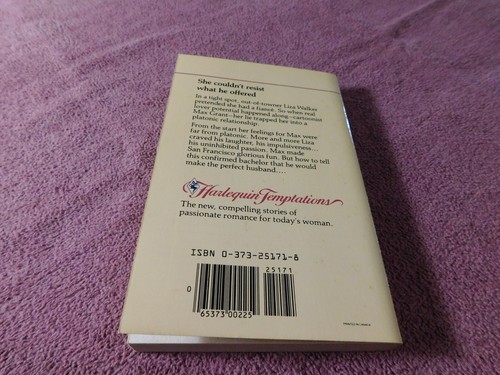 She couldn't resist
what he offered
In a tight spot, out-of-towner Liza Walker
pretended she had a fiancé. So when real
lover potential happened along—cartoonist
Max Grant—her lie trapped her into a
platonic relationship.
From the start her feelings for Max were
far from platonic. More and more Liza
craved his laughter, his impulsiveness...
his uninhibited passion. Max made
San Francisco glorious fun. But how to tell
this confirmed bachelor that he would
make the perfect husband.....
Harlequin Temptations
The new, compelling stories of
passionate romance for today's woman.
ISBN 0-373-25171-8
25171
0
65373 00225
PRINTED IN CANADA